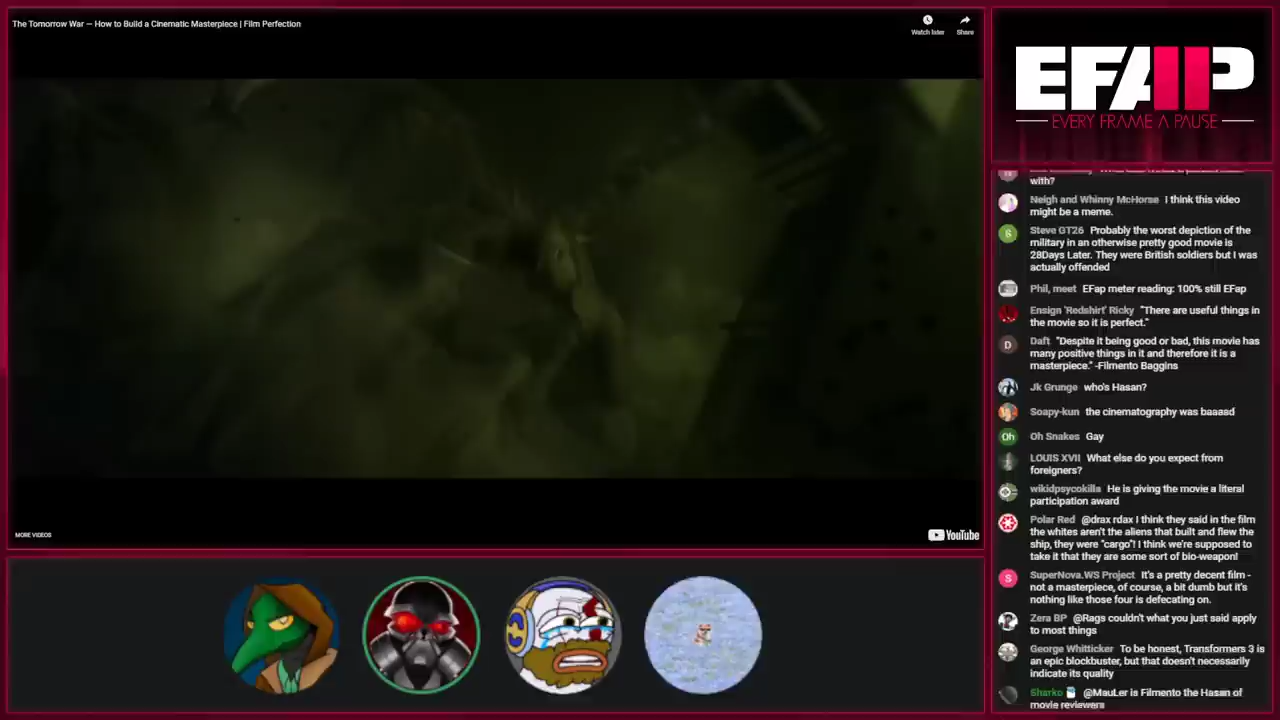 The Tomorrow War – How to Build a Cinematic Masterpiece | Film Perfection
Watch later
Share
MORE VIDEOS
YouTube
EFAP
EVERY FRAME A PAUSE
with?
Neigh and Whinny McHorse I think this video
might be a meme.
Steve GT26 Probably the worst depiction of the
military in an otherwise pretty good movie is
28Days Later. They were British soldiers but I was
actually offended
Phil, meet EFap meter reading: 100% still EFap
Ensign 'Redshirt' Ricky "There are useful things in
the movie so it is perfect."
Daft "Despite it being good or bad, this movie has
many positive things in it and therefore it is a
masterpiece." -Filmento Baggins
Jk Grunge who's Hasan?
Soapy-kun the cinematography was baaaad
Oh Snakes Gay
LOUIS XVII What else do you expect from
foreigners?
wikidpsycokilla He is giving the movie a literal
participation award
Polar Red @drax rdax I think they said in the film
the whites aren't the aliens that built and flew the
ship, they were "cargo"! I think we're supposed to
take it that they are some sort of bio-weapon!
SuperNova.WS Project It's a pretty decent film -
not a masterpiece, of course, a bit dumb but it's
nothing like those four is defecating on.
Zera BP @Rags couldn't what you just said apply
to most things
George Whitticker To be honest, Transformers 3 is
an epic blockbuster, but that doesn't necessarily
indicate its quality
Sharko @MauLer is Filmento the Hasan of
movie reviewers